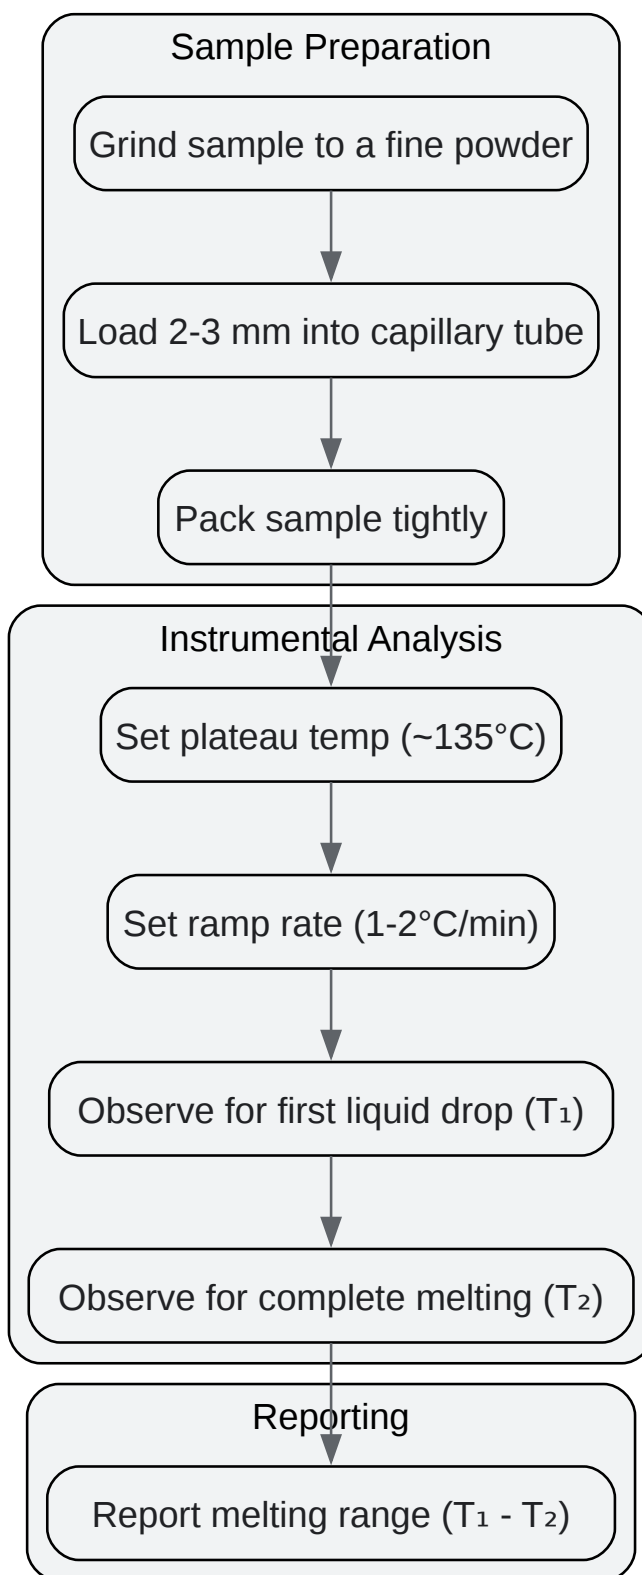 Sample Preparation
Grind sample to a fine powder
Load 2-3 mm into capillary tube
Pack sample tightly
Instrumental Analysis
Set plateau temp (~135°C)
Set ramp rate (1-2°C/min)
Observe for first liquid drop (T₁)
Observe for complete melting (T₂)
Reporting
Report melting range (T₁ - T₂)